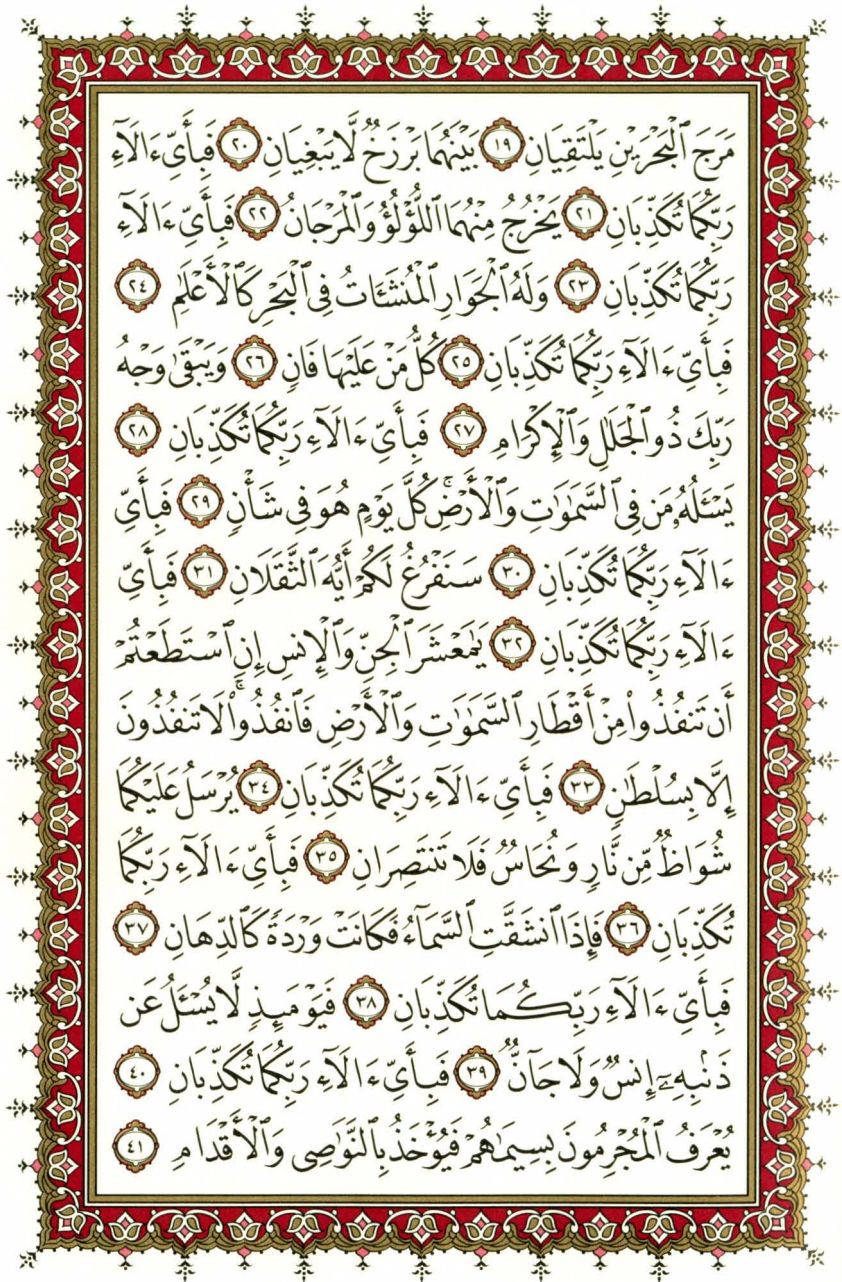 مَرَجَ ٱلْبَحْرَيْنِ يَلْتَقِيَانِ ١٩ بَيْنَهُمَا بَرْزَخٌ لَّا يَبْغِيَانِ ٢٠ فَبِأَيِّ ءَالَآءِ
رَبِّكُمَا تُكَذِّبَانِ ٢١ يَخْرُجُ مِنْهُمَا ٱللُّؤْلُؤُ وَٱلْمَرْجَانُ ٢٢ فَبِأَيِّ ءَالَآءِ
رَبِّكُمَا تُكَذِّبَانِ ٢٣ وَلَهُ ٱلْجَوَارِ ٱلْمُنشَـَٔاتُ فِى ٱلْبَحْرِ كَٱلْأَعْلَٰمِ ٢٤
فَبِأَىِّ ءَالَآءِ رَبِّكُمَا تُكَذِّبَانِ ٢٥ كُلُّ مَنْ عَلَيْهَا فَانٍ ٢٦ وَيَبْقَىٰ وَجْهُ
رَبِّكَ ذُو ٱلْجَلَٰلِ وَٱلْإِكْرَامِ ٢٧ فَبِأَىِّ ءَالَآءِ رَبِّكُمَا تُكَذِّبَانِ ٢٨
يَسْـَٔلُهُۥ مَن فِى ٱلسَّمَٰوَٰتِ وَٱلْأَرْضِ ۚ كُلَّ يَوْمٍ هُوَ فِى شَأْنٍ ٢٩ فَبِأَىِّ
ءَالَآءِ رَبِّكُمَا تُكَذِّبَانِ ٣٠ سَنَفْرُغُ لَكُمْ أَيُّهَ ٱلثَّقَلَانِ ٣١ فَبِأَىِّ
ءَالَآءِ رَبِّكُمَا تُكَذِّبَانِ ٣٢ يَٰمَعْشَرَ ٱلْجِنِّ وَٱلْإِنسِ إِنِ ٱسْتَطَعْتُمْ
أَن تَنفُذُوا۟ مِنْ أَقْطَارِ ٱلسَّمَٰوَٰتِ وَٱلْأَرْضِ فَٱنفُذُوا۟ ۚ لَا تَنفُذُونَ
إِلَّا بِسُلْطَٰنٍ ٣٣ فَبِأَىِّ ءَالَآءِ رَبِّكُمَا تُكَذِّبَانِ ٣٤ يُرْسَلُ عَلَيْكُمَا
شُوَاظٌ مِّن نَّارٍ وَنُحَاسٌ فَلَا تَنتَصِرَانِ ٣٥ فَبِأَىِّ ءَالَآءِ رَبِّكُمَا
تُكَذِّبَانِ ٣٦ فَإِذَا ٱنشَقَّتِ ٱلسَّمَآءُ فَكَانَتْ وَرْدَةً كَٱلدِّهَانِ ٣٧
فَبِأَىِّ ءَالَآءِ رَبِّكُمَا تُكَذِّبَانِ ٣٨ فَيَوْمَئِذٍ لَّا يُسْـَٔلُ عَن
ذَنۢبِهِۦٓ إِنسٌ وَلَا جَآنٌّ ٣٩ فَبِأَىِّ ءَالَآءِ رَبِّكُمَا تُكَذِّبَانِ ٤٠
يُعْرَفُ ٱلْمُجْرِمُونَ بِسِيمَٰهُمْ فَيُؤْخَذُ بِٱلنَّوَٰصِى وَٱلْأَقْدَامِ ٤١